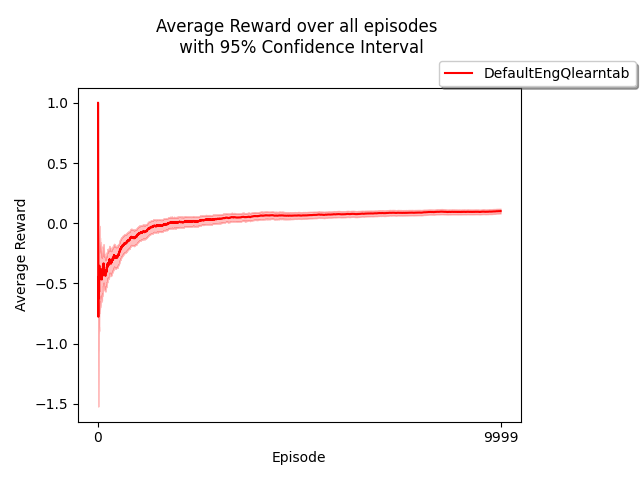 Average Reward over all episodes
with 95% Confidence Interval
DefaultEngQlearntab
1.0
0.5
0.0
−0.5
−1.0
−1.5
Average Reward
0
9999
Episode